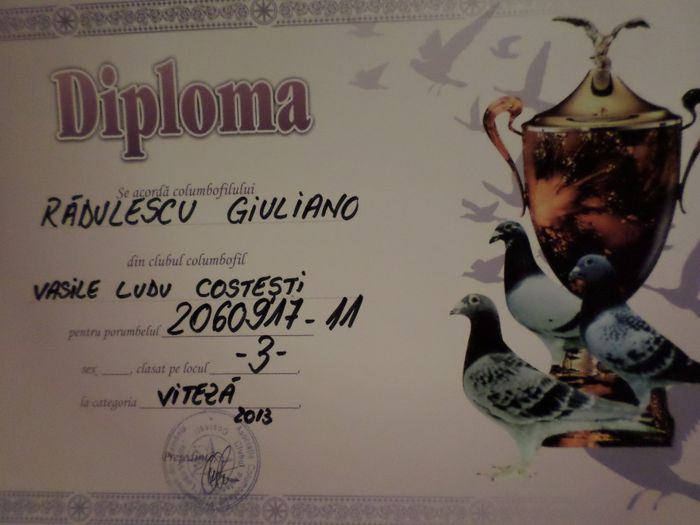 Diploma
Se acordă columbofilului
RĂDULESCU GIULIANO
din clubul columbofil
VASILE LUDU COSTEȘTI
pentru porumbelul 2060917-11
sex ____, clasat pe locul -3-,
la categoria VITEZĂ
2013
Președinte